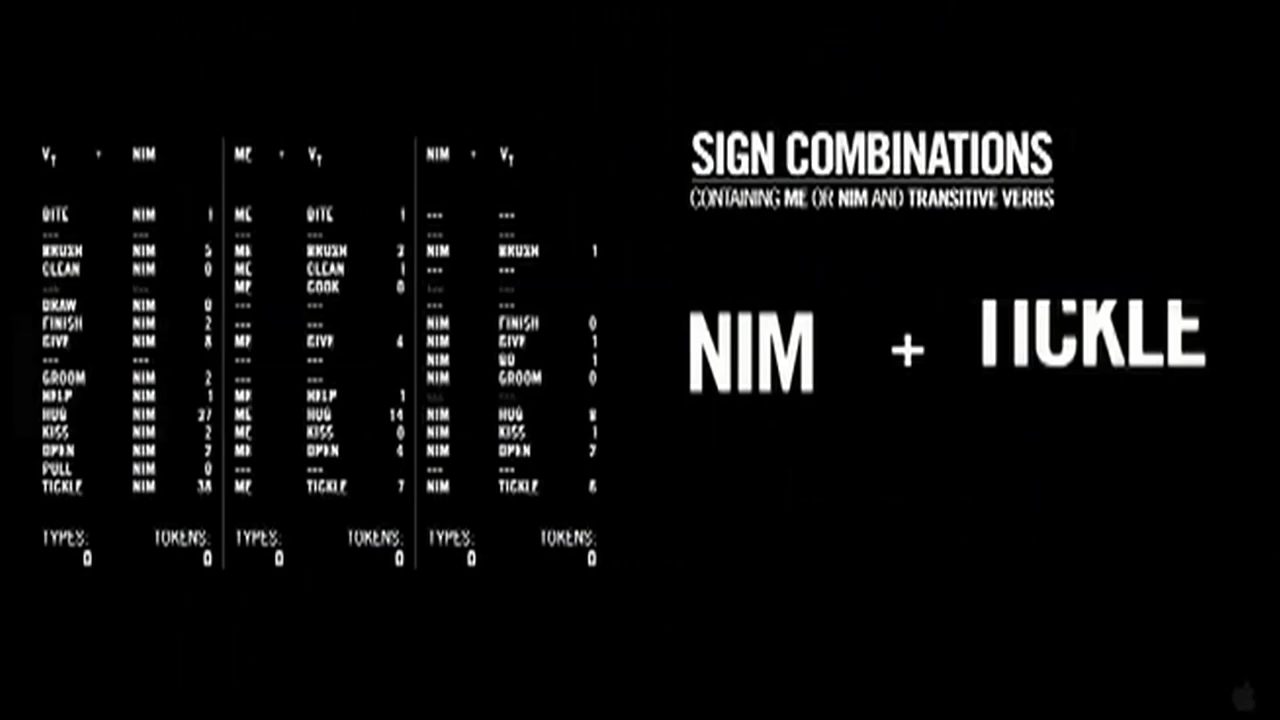 V_T + NIM
ME + V_T
NIM + V_T
BITE NIM 1 ME BITE 1 --- ---
--- --- --- --- --- ---
BRUSH NIM 5 ME BRUSH NIM BRUSH 1
CLEAN NIM 0 ME CLEAN 1 --- ---
--- --- ME COOK 0 --- ---
DRAW NIM 0 --- --- --- ---
FINISH NIM 2 --- --- NIM FINISH 0
GIVE NIM 8 ME GIVE 4 NIM GIVE 1
--- --- --- --- NIM GO 1
GROOM NIM 2 --- --- NIM GROOM 0
HELP NIM 1 ME HELP 1 --- ---
HUG NIM 37 ME HUG 14 NIM HUG
KISS NIM 2 ME KISS 0 NIM KISS 1
OPEN NIM ME OPEN 4 NIM OPEN
PULL NIM 0 --- --- --- ---
TICKLE NIM 38 ME TICKLE 7 NIM TICKLE
TYPES: TOKENS: TYPES: TOKENS: TYPES: TOKENS:
0 0 0 0 0 0
SIGN COMBINATIONS
CONTAINING ME OR NIM AND TRANSITIVE VERBS
NIM + TICKLE